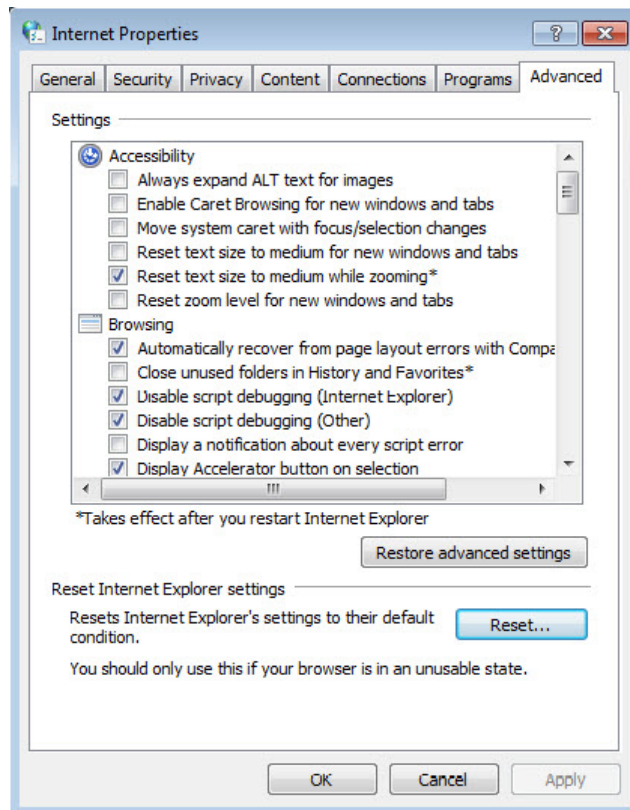 Internet Properties
General Security Privacy Content Connections Programs Advanced
Settings
Accessibility
Always expand ALT text for images
Enable Caret Browsing for new windows and tabs
Move system caret with focus/selection changes
Reset text size to medium for new windows and tabs
Reset text size to medium while zooming*
Reset zoom level for new windows and tabs
Browsing
Automatically recover from page layout errors with Compa
Close unused folders in History and Favorites*
Disable script debugging (Internet Explorer)
Disable script debugging (Other)
Display a notification about every script error
Display Accelerator button on selection
*Takes effect after you restart Internet Explorer
Restore advanced settings
Reset Internet Explorer settings
Resets Internet Explorer's settings to their default
condition.
Reset...
You should only use this if your browser is in an unusable state.
OK Cancel Apply